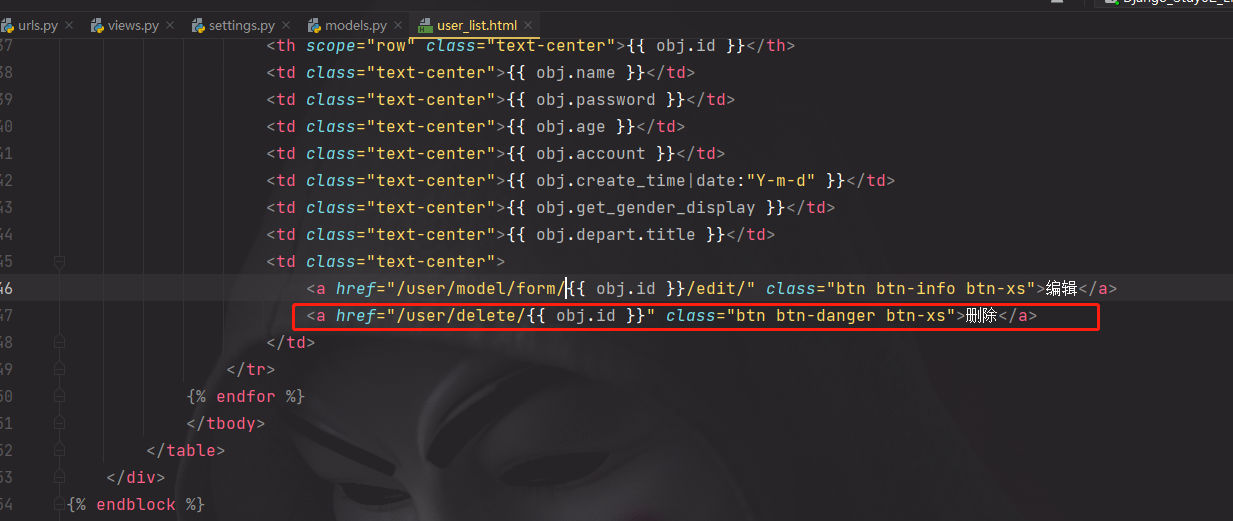 urls.py × views.py × settings.py × models.py × user_list.html ×
37 <th scope="row" class="text-center">{{ obj.id }}</th>
38 <td class="text-center">{{ obj.name }}</td>
39 <td class="text-center">{{ obj.password }}</td>
40 <td class="text-center">{{ obj.age }}</td>
41 <td class="text-center">{{ obj.account }}</td>
42 <td class="text-center">{{ obj.create_time|date:"Y-m-d" }}</td>
43 <td class="text-center">{{ obj.get_gender_display }}</td>
44 <td class="text-center">{{ obj.depart.title }}</td>
45 <td class="text-center">
46 <a href="/user/model/form/{{ obj.id }}/edit/" class="btn btn-info btn-xs">编辑</a>
47 <a href="/user/delete/{{ obj.id }}" class="btn btn-danger btn-xs">删除</a>
48 </td>
49 </tr>
50 {% endfor %}
51 </tbody>
52 </table>
53 </div>
54 {% endblock %}